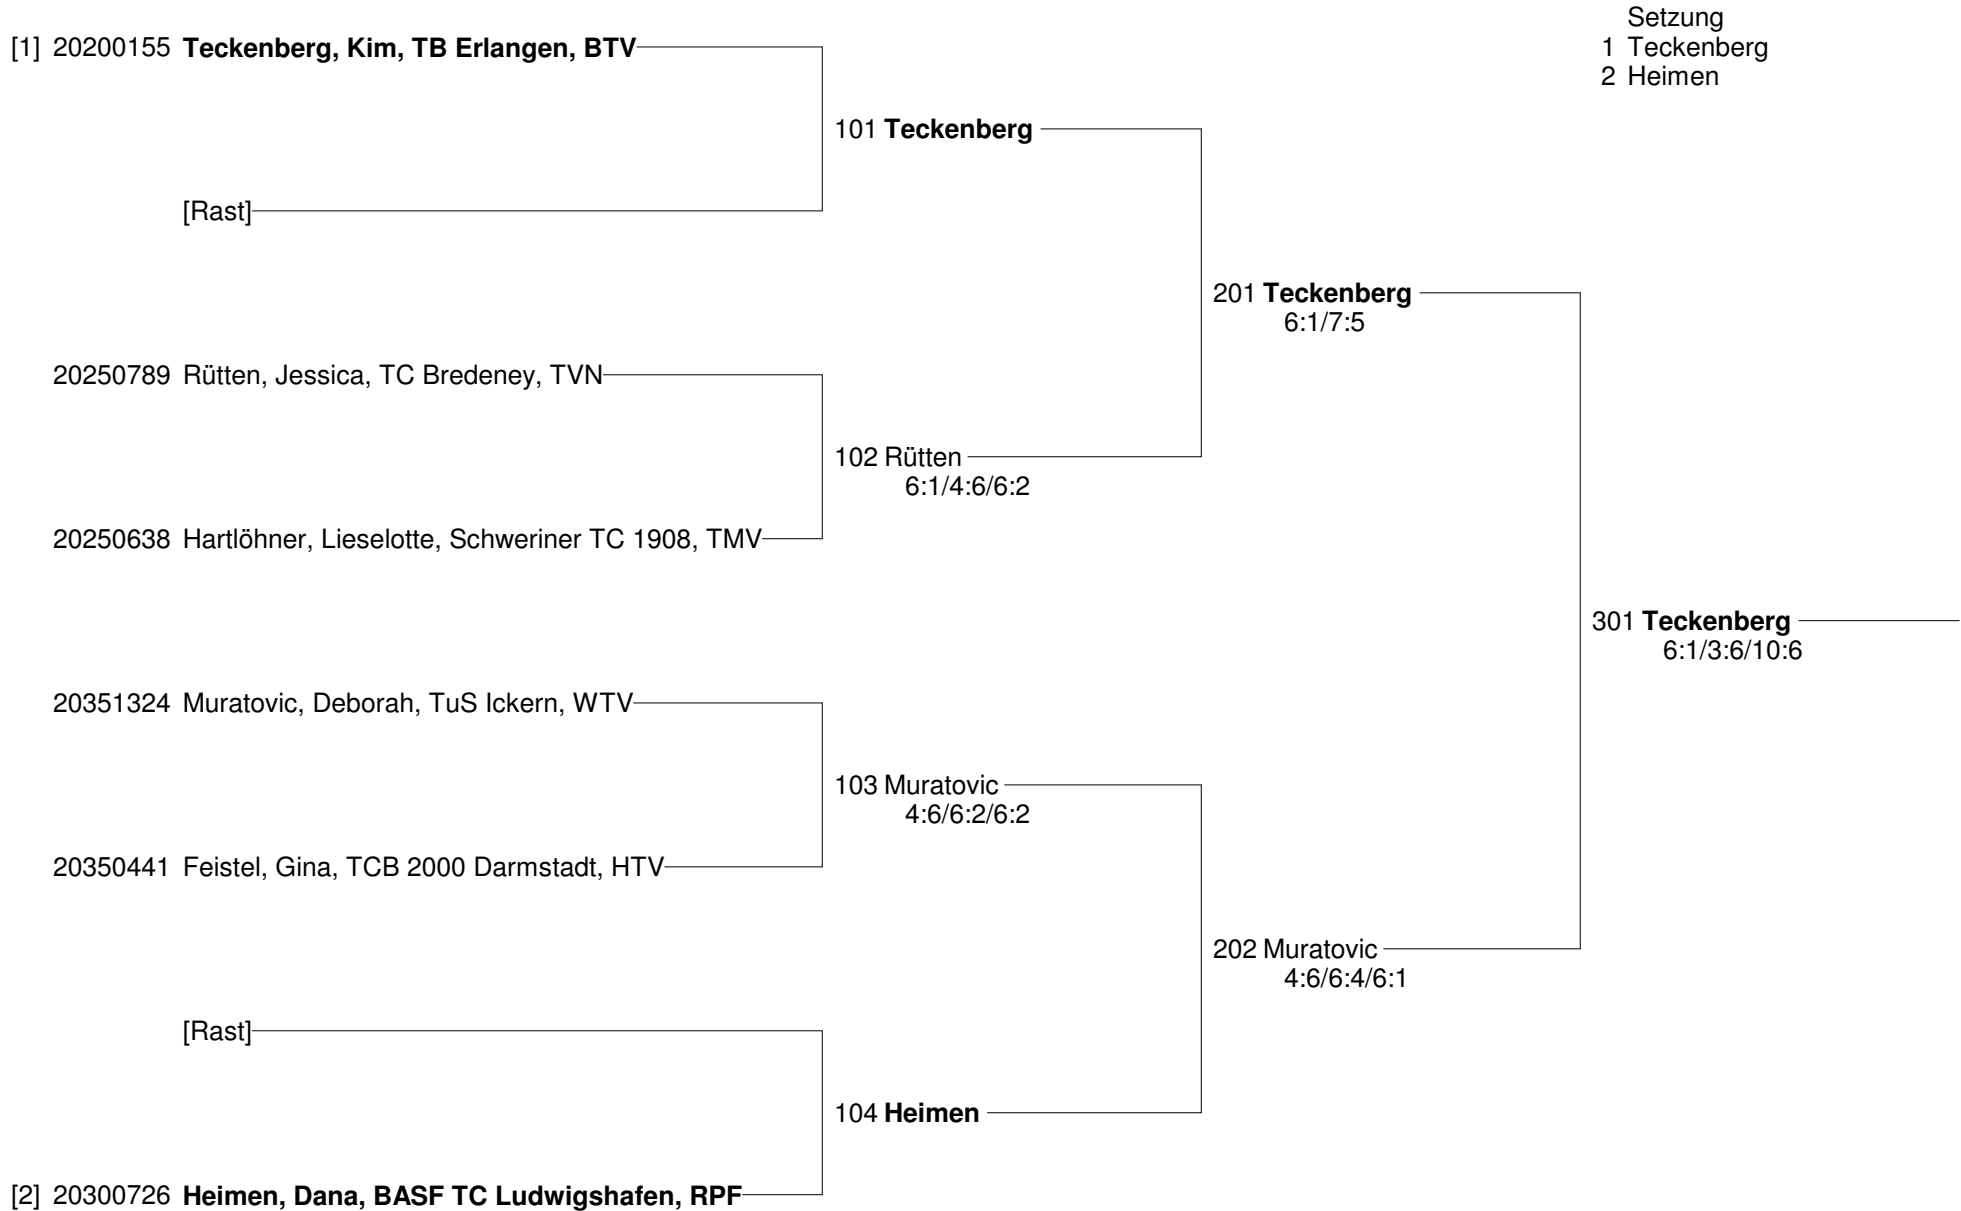 Setzung
1 Teckenberg
2 Heimen
[1] 20200155 Teckenberg, Kim, TB Erlangen, BTV
101 Teckenberg
[Rast]
201 Teckenberg
6:1/7:5
20250789 Rütten, Jessica, TC Bredeney, TVN
102 Rütten
6:1/4:6/6:2
20250638 Hartlöhner, Lieselotte, Schweriner TC 1908, TMV
301 Teckenberg
6:1/3:6/10:6
20351324 Muratovic, Deborah, TuS Ickern, WTV
103 Muratovic
4:6/6:2/6:2
20350441 Feistel, Gina, TCB 2000 Darmstadt, HTV
202 Muratovic
4:6/6:4/6:1
[Rast]
104 Heimen
[2] 20300726 Heimen, Dana, BASF TC Ludwigshafen, RPF